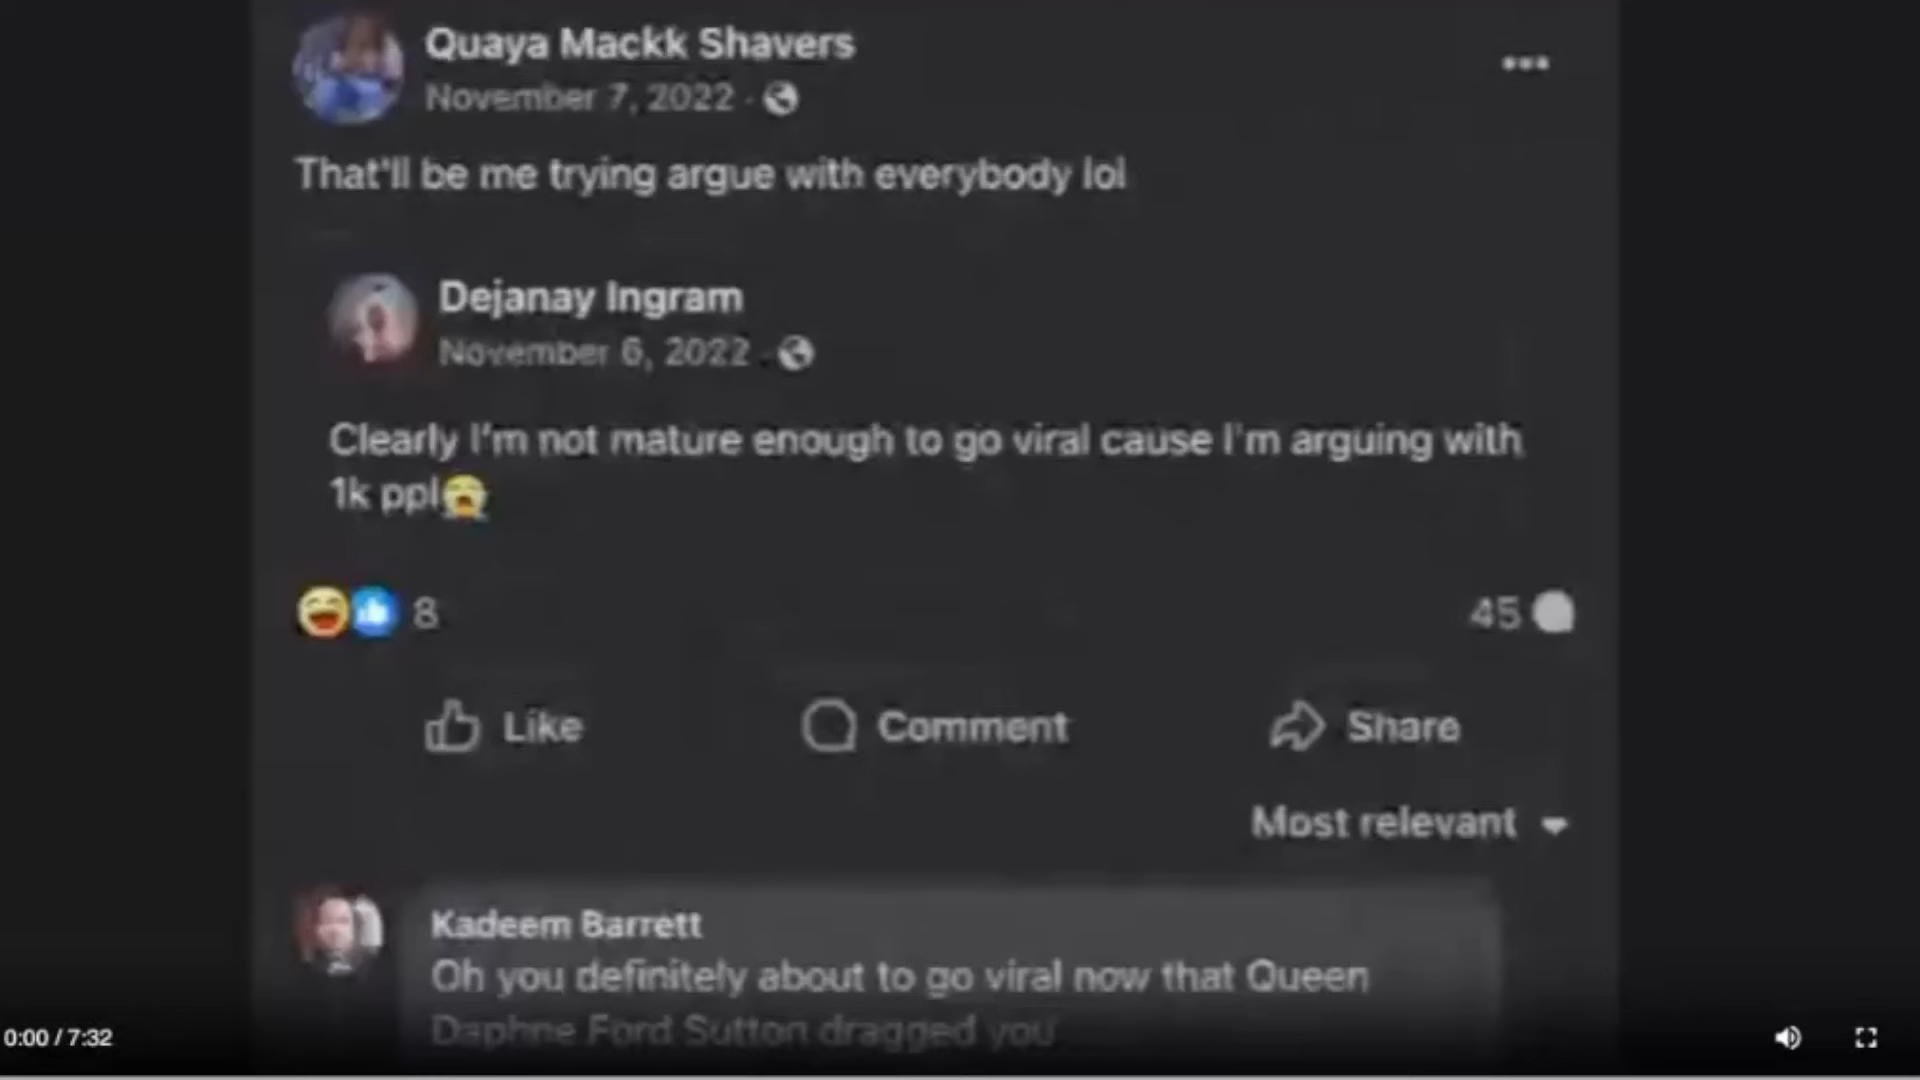 Quaya Mackk Shavers
November 7, 2022 ·
That'll be me trying argue with everybody lol
Dejanay Ingram
November 6, 2022 ·
Clearly I'm not mature enough to go viral cause I'm arguing with
1k ppl😩
8
45
Like
Comment
Share
Most relevant
Kadeem Barrett
Oh you definitely about to go viral now that Queen
Daphne Ford Sutton dragged you
0:00 / 7:32